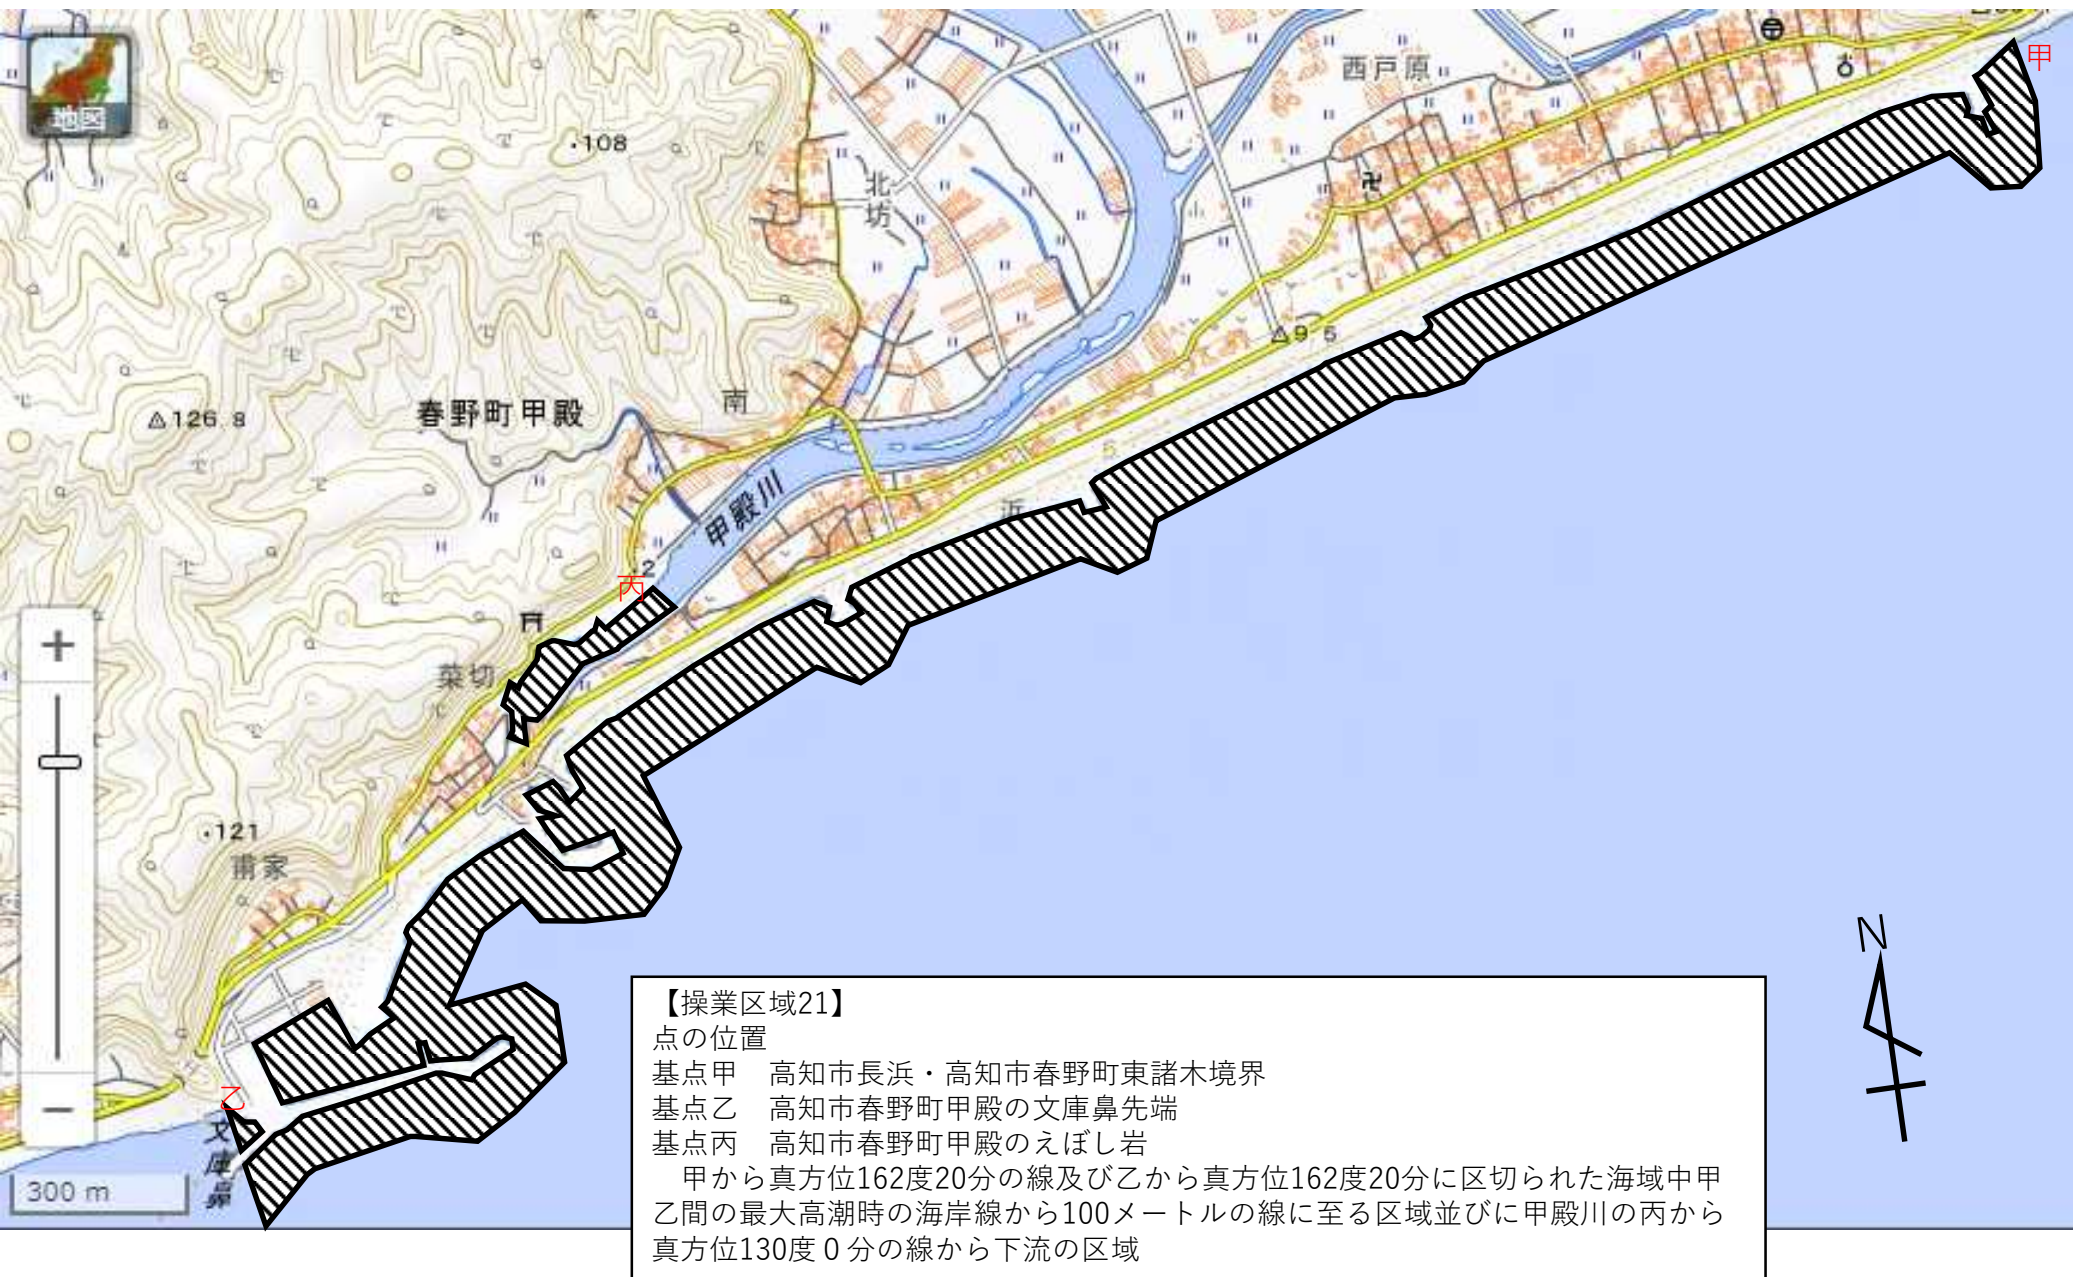 地図
甲
西戸原
108
北坊
9.5
南
春野町甲殿
126.8
5
浜
甲殿川
2
丙
菜切
+
121
甫家
N
乙
文庫鼻
−
300 m
【操業区域21】
点の位置
基点甲　高知市長浜・高知市春野町東諸木境界
基点乙　高知市春野町甲殿の文庫鼻先端
基点丙　高知市春野町甲殿のえぼし岩
　甲から真方位162度20分の線及び乙から真方位162度20分に区切られた海域中甲
乙間の最大高潮時の海岸線から100メートルの線に至る区域並びに甲殿川の丙から
真方位130度０分の線から下流の区域